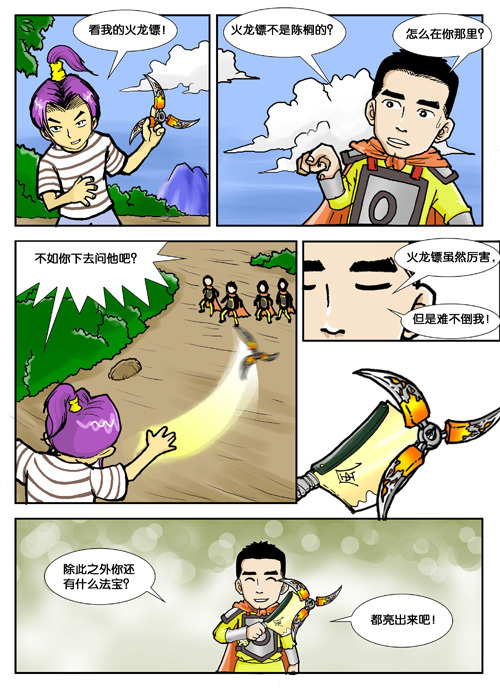 看我的火龙镖！
火龙镖不是陈桐的？
怎么在你那里？
不如你下去问他吧？
火龙镖虽然厉害，
但是难不倒我！
除此之外你还
有什么法宝？
都亮出来吧！